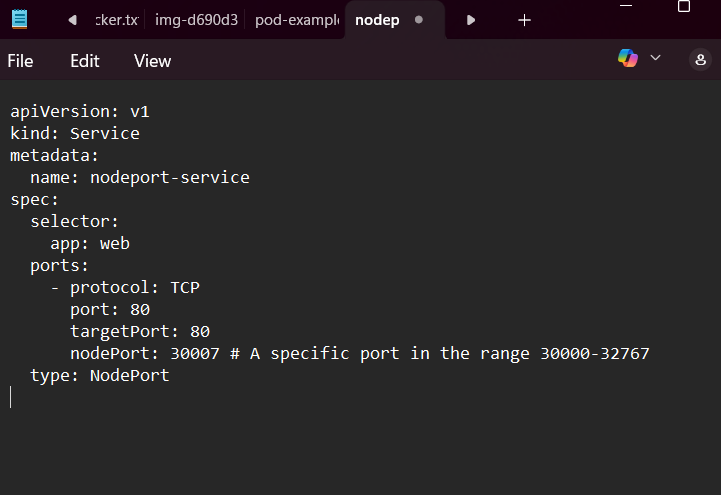 cker.tx img-d690d3 pod-exampl nodep
File Edit View
apiVersion: v1
kind: Service
metadata:
  name: nodeport-service
spec:
  selector:
    app: web
  ports:
    - protocol: TCP
      port: 80
      targetPort: 80
      nodePort: 30007 # A specific port in the range 30000-32767
  type: NodePort